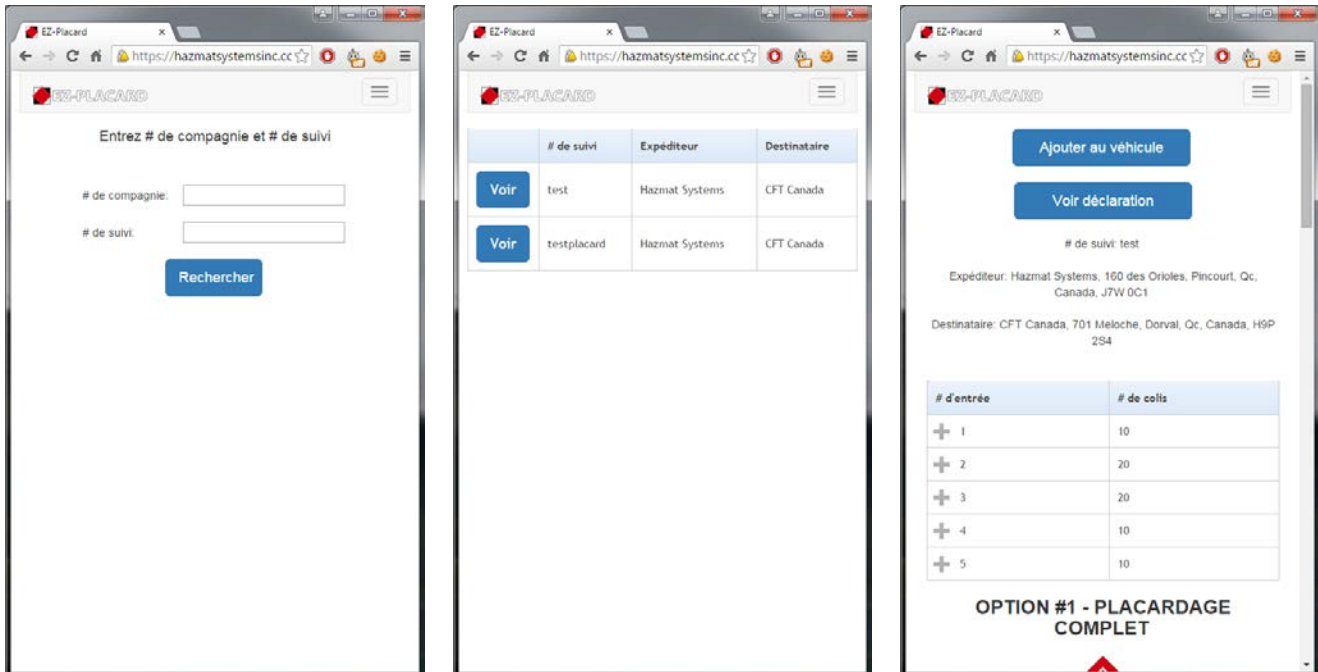 EZ-Placard
https://hazmatsystemsinc.cc
EZ-PLACARD
Entrez # de compagnie et # de suivi
# de compagnie:
# de suivi:
Rechercher
EZ-Placard
https://hazmatsystemsinc.cc
EZ-PLACARD
# de suivi Expéditeur Destinataire
Voir test Hazmat Systems CFT Canada
Voir testplacard Hazmat Systems CFT Canada
EZ-Placard
https://hazmatsystemsinc.cc
EZ-PLACARD
Ajouter au véhicule
Voir déclaration
# de suivi: test
Expéditeur: Hazmat Systems, 160 des Orioles, Pincourt, Qc,
Canada, J7W 0C1
Destinataire: CFT Canada, 701 Meloche, Dorval, Qc, Canada, H9P
2S4
# d'entrée # de colis
1 10
2 20
3 20
4 10
5 10
OPTION #1 - PLACARDAGE
COMPLET